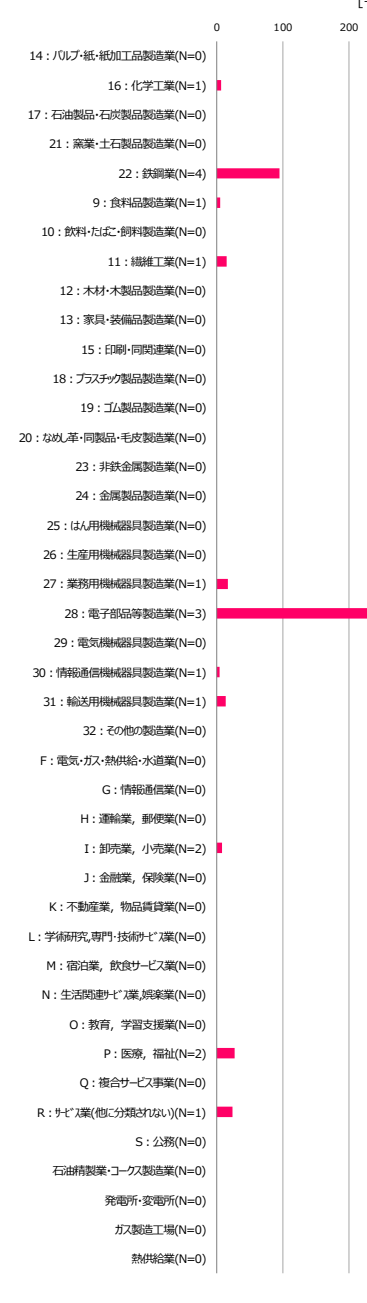 0 100 200
14：パルプ・紙・紙加工品製造業(N=0)
16：化学工業(N=1)
17：石油製品・石炭製品製造業(N=0)
21：窯業・土石製品製造業(N=0)
22：鉄鋼業(N=4)
9：食料品製造業(N=1)
10：飲料・たばこ・飼料製造業(N=0)
11：繊維工業(N=1)
12：木材・木製品製造業(N=0)
13：家具・装備品製造業(N=0)
15：印刷・同関連業(N=0)
18：プラスチック製品製造業(N=0)
19：ゴム製品製造業(N=0)
20：なめし革・同製品・毛皮製造業(N=0)
23：非鉄金属製造業(N=0)
24：金属製品製造業(N=0)
25：はん用機械器具製造業(N=0)
26：生産用機械器具製造業(N=0)
27：業務用機械器具製造業(N=1)
28：電子部品等製造業(N=3)
29：電気機械器具製造業(N=0)
30：情報通信機械器具製造業(N=1)
31：輸送用機械器具製造業(N=1)
32：その他の製造業(N=0)
F：電気・ガス・熱供給・水道業(N=0)
G：情報通信業(N=0)
H：運輸業，郵便業(N=0)
I：卸売業，小売業(N=2)
J：金融業，保険業(N=0)
K：不動産業，物品賃貸業(N=0)
L：学術研究,専門・技術ｻｰﾋﾞｽ業(N=0)
M：宿泊業，飲食サービス業(N=0)
N：生活関連ｻｰﾋﾞｽ業,娯楽業(N=0)
O：教育，学習支援業(N=0)
P：医療，福祉(N=2)
Q：複合サービス事業(N=0)
R：ｻｰﾋﾞｽ業(他に分類されない)(N=1)
S：公務(N=0)
石油精製業・コークス製造業(N=0)
発電所・変電所(N=0)
ガス製造工場(N=0)
熱供給業(N=0)